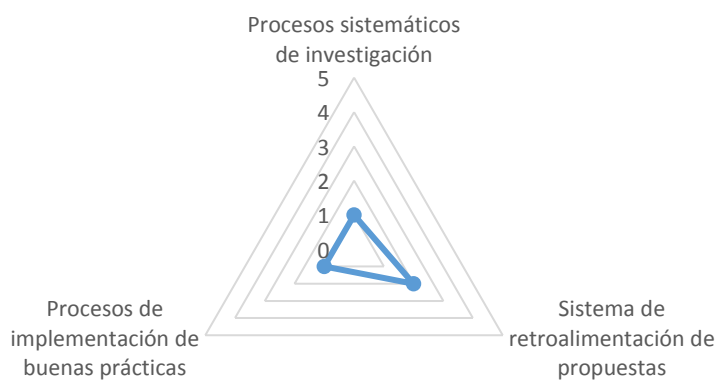 Procesos sistemáticos
de investigación
5
4
3
2
1
0
Procesos de
implementación de
buenas prácticas
Sistema de
retroalimentación de
propuestas